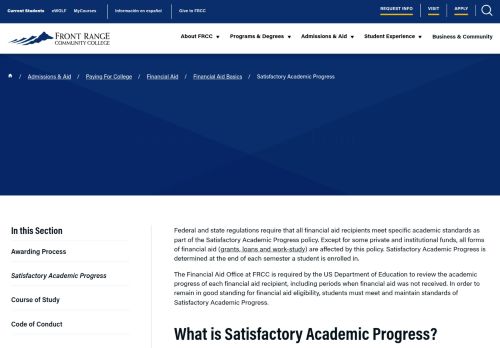 Current Students eWOLF MyCourses Información en español Give to FRCC REQUEST INFO VISIT APPLY
FRONT RANGE
COMMUNITY COLLEGE
About FRCC Programs & Degrees Admissions & Aid Student Experience Business & Community
/ Admissions & Aid / Paying For College / Financial Aid / Financial Aid Basics / Satisfactory Academic Progress
In this Section
Awarding Process
Satisfactory Academic Progress
Course of Study
Code of Conduct
Federal and state regulations require that all financial aid recipients meet specific academic standards as
part of the Satisfactory Academic Progress policy. Except for some private and institutional funds, all forms
of financial aid (grants, loans and work-study) are affected by this policy. Satisfactory Academic Progress is
determined at the end of each semester a student is enrolled in.
The Financial Aid Office at FRCC is required by the US Department of Education to review the academic
progress of each financial aid recipient, including periods when financial aid was not received. In order to
remain in good standing for financial aid eligibility, students must meet and maintain standards of
Satisfactory Academic Progress.
What is Satisfactory Academic Progress?